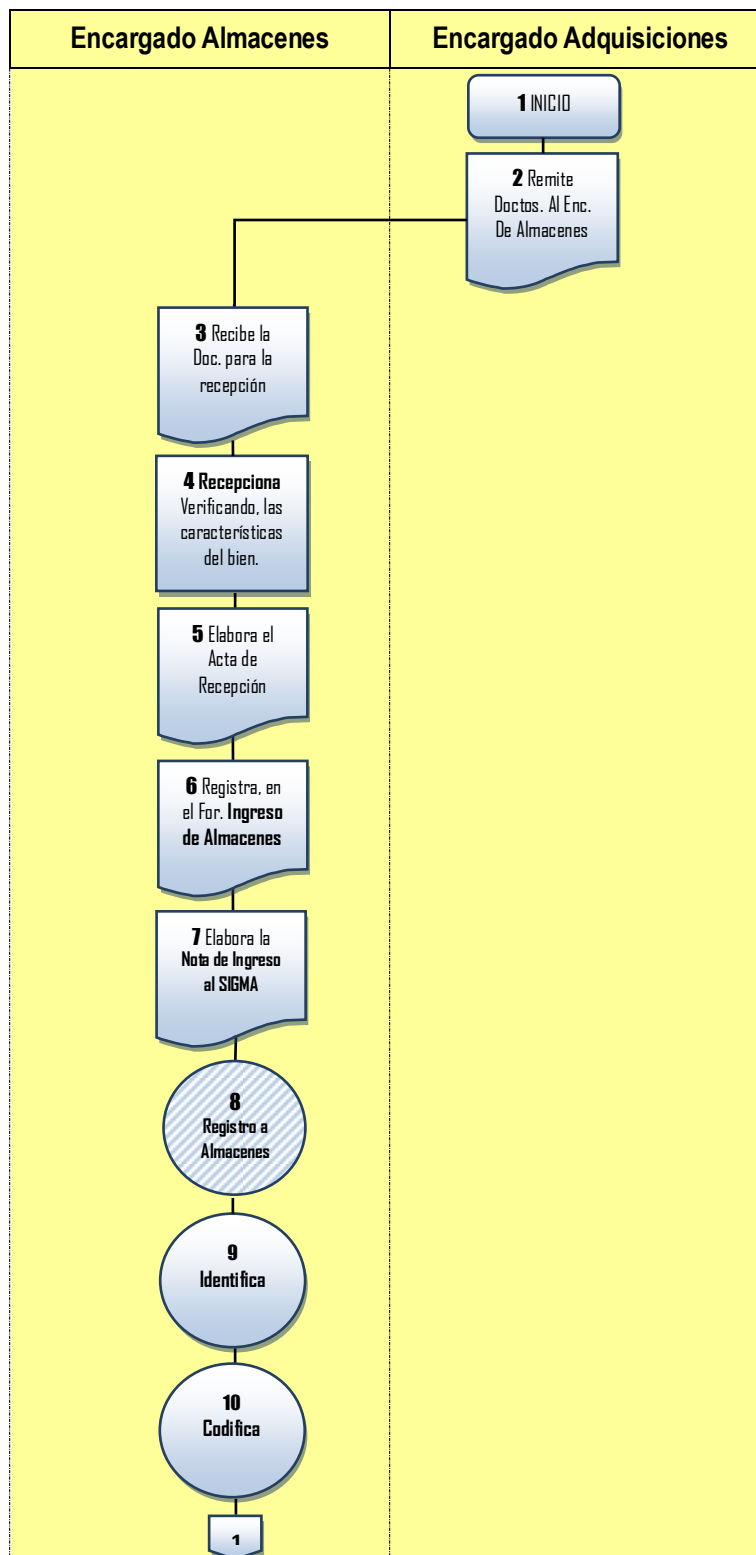 Encargado Almacenes
Encargado Adquisiciones
1 INICIO
2 Remite
Doctos. Al Enc.
De Almacenes
3 Recibe la
Doc. para la
recepción
4 Recepciona
Verificando, las
características
del bien.
5 Elabora el
Acta de
Recepción
6 Registra, en
el For. Ingreso
de Almacenes
7 Elabora la
Nota de Ingreso
al SIGMA
8
Registro a
Almacenes
9
Identifica
10
Codifica
1